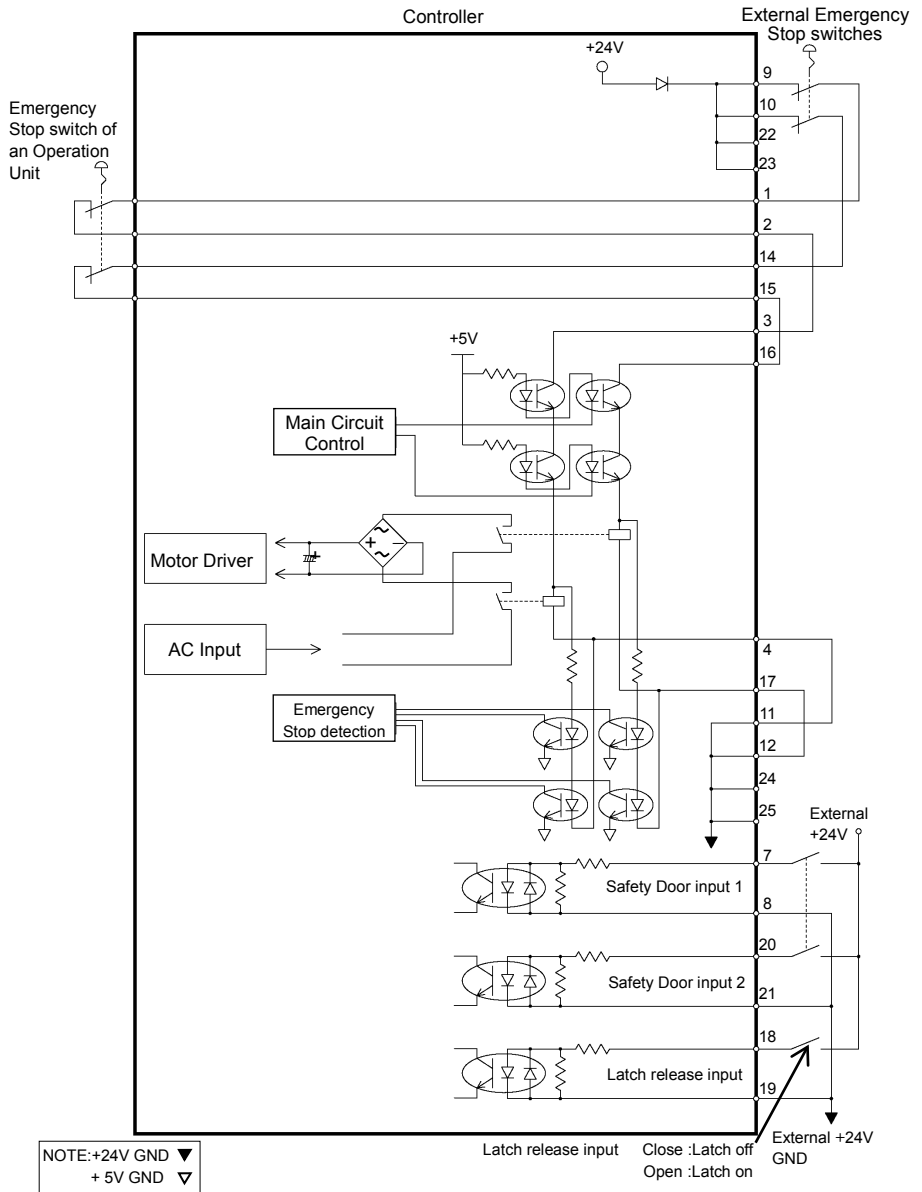 Controller
External Emergency
Stop switches
+24V
9
10
22
23
Emergency
Stop switch of
an Operation
Unit
1
2
14
15
3
16
+5V
Main Circuit
Control
Motor Driver
+
−
+
AC Input
4
17
11
12
24
25
Emergency
Stop detection
External
+24V
7
Safety Door input 1
8
20
Safety Door input 2
21
18
Latch release input
19
Latch release input
Close :Latch off
Open :Latch on
External +24V
GND
NOTE:+24V GND ▼
+ 5V GND ▽